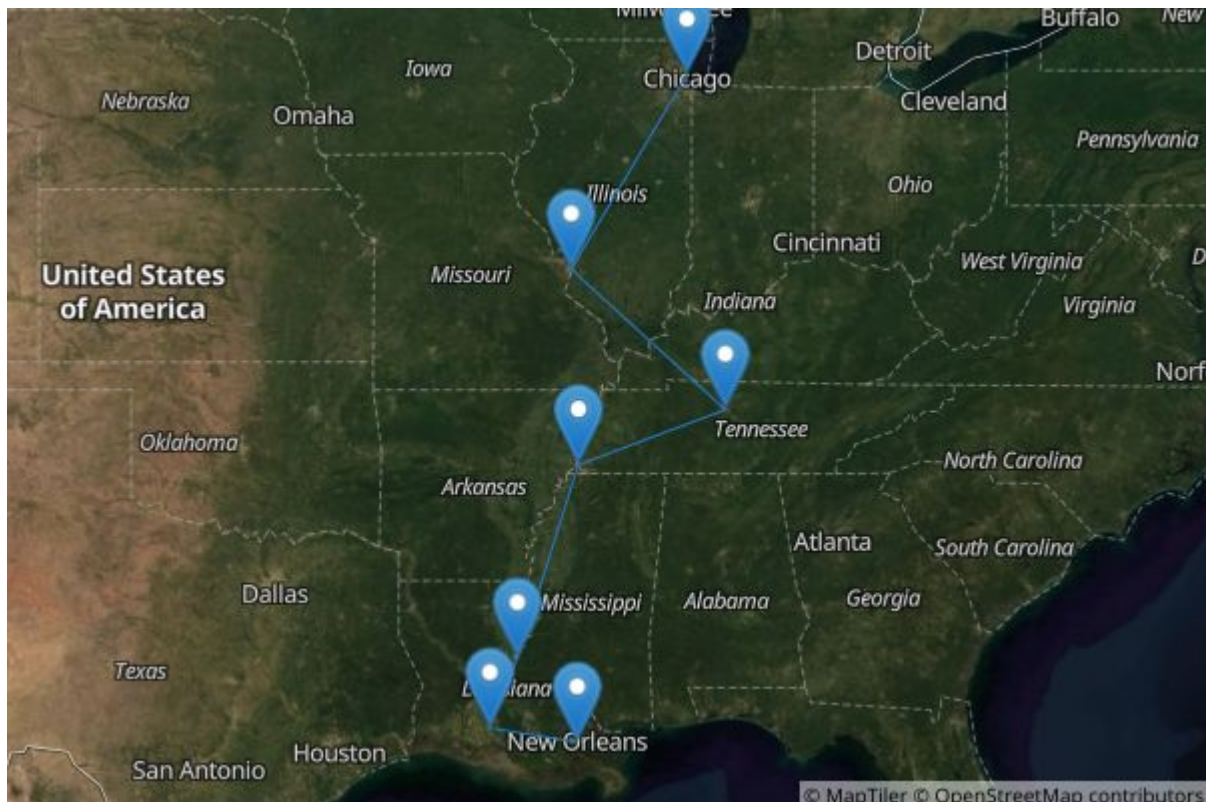 Milwaukee
Buffalo
New
Iowa
Detroit
Chicago
Nebraska
Omaha
Cleveland
Pennsylvania
Illinois
Ohio
Cincinnati
West Virginia
D
United States
of America
Missouri
Indiana
Virginia
Norf
Tennessee
Oklahoma
North Carolina
Arkansas
Atlanta
South Carolina
Dallas
Mississippi
Alabama
Georgia
Texas
New Orleans
Houston
San Antonio
© MapTiler © OpenStreetMap contributors